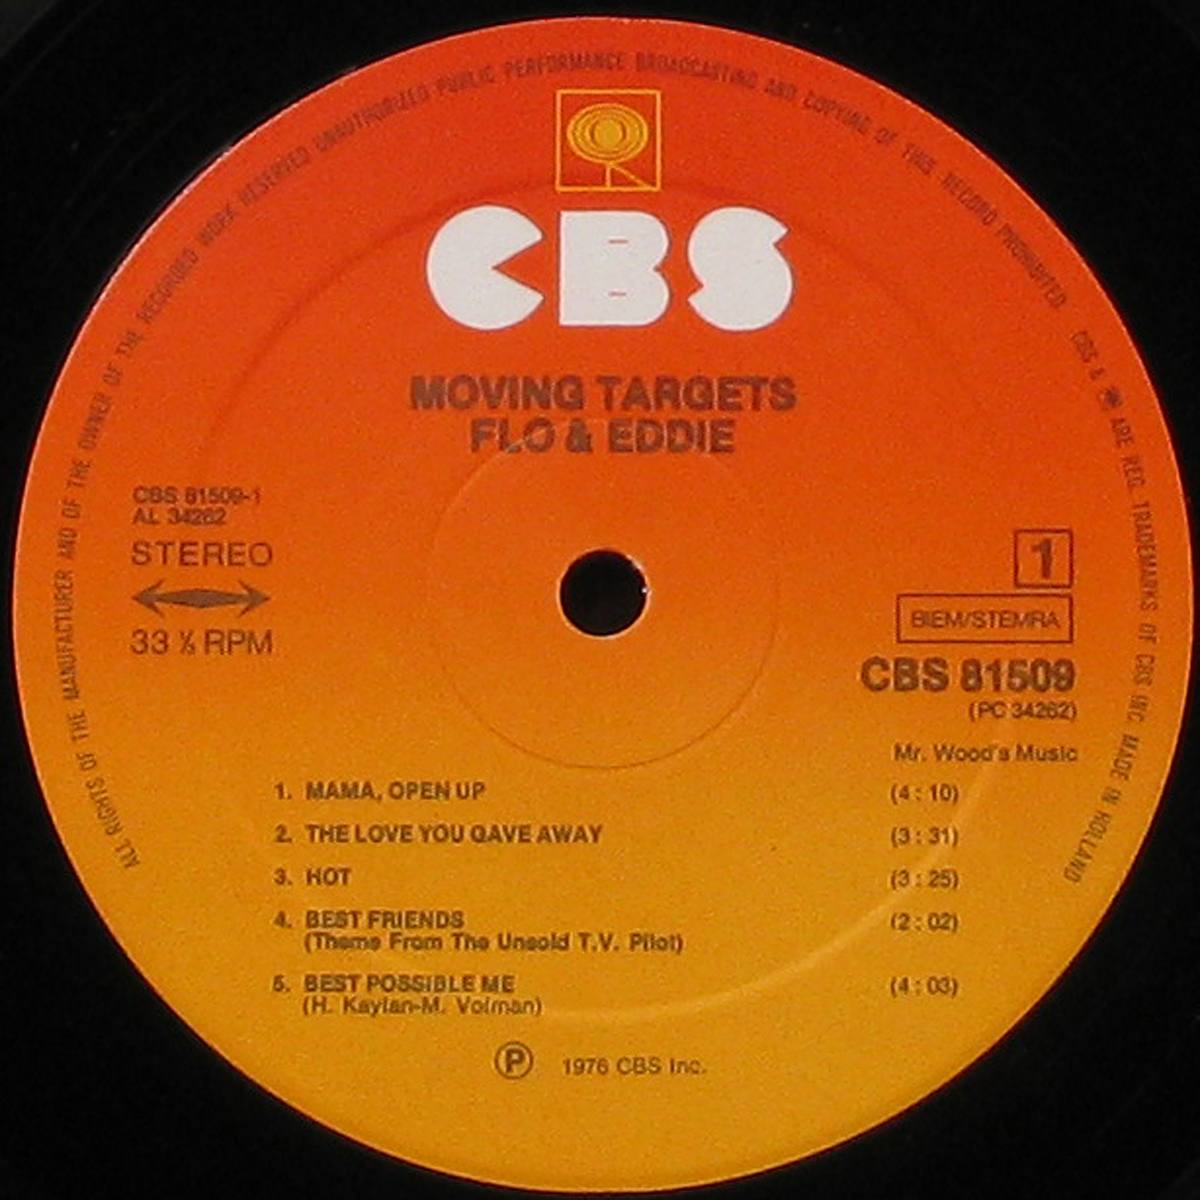 ALL RIGHTS OF THE MANUFACTURER AND OF THE OWNER OF THE RECORDED WORK RESERVED UNAUTHORIZED PUBLIC PERFORMANCE BROADCASTING AND COPYING OF THIS RECORD PROHIBITED CBS & ARE REG. TRADEMARKS OF CBS INC. MADE IN HOLLAND
CBS
MOVING TARGETS
FLO & EDDIE
CBS 81509-1
AL 34262
STEREO
33 ⅓ RPM
1
BIEM/STEMRA
CBS 81509
(PC 34262)
Mr. Wood's Music
1. MAMA, OPEN UP (4 : 10)
2. THE LOVE YOU GAVE AWAY (3 : 31)
3. HOT (3 : 25)
4. BEST FRIENDS (2 : 02)
(Theme From The Unsold T.V. Pilot)
5. BEST POSSIBLE ME (4 : 03)
(H. Kaylan-M. Volman)
Ⓟ 1976 CBS Inc.